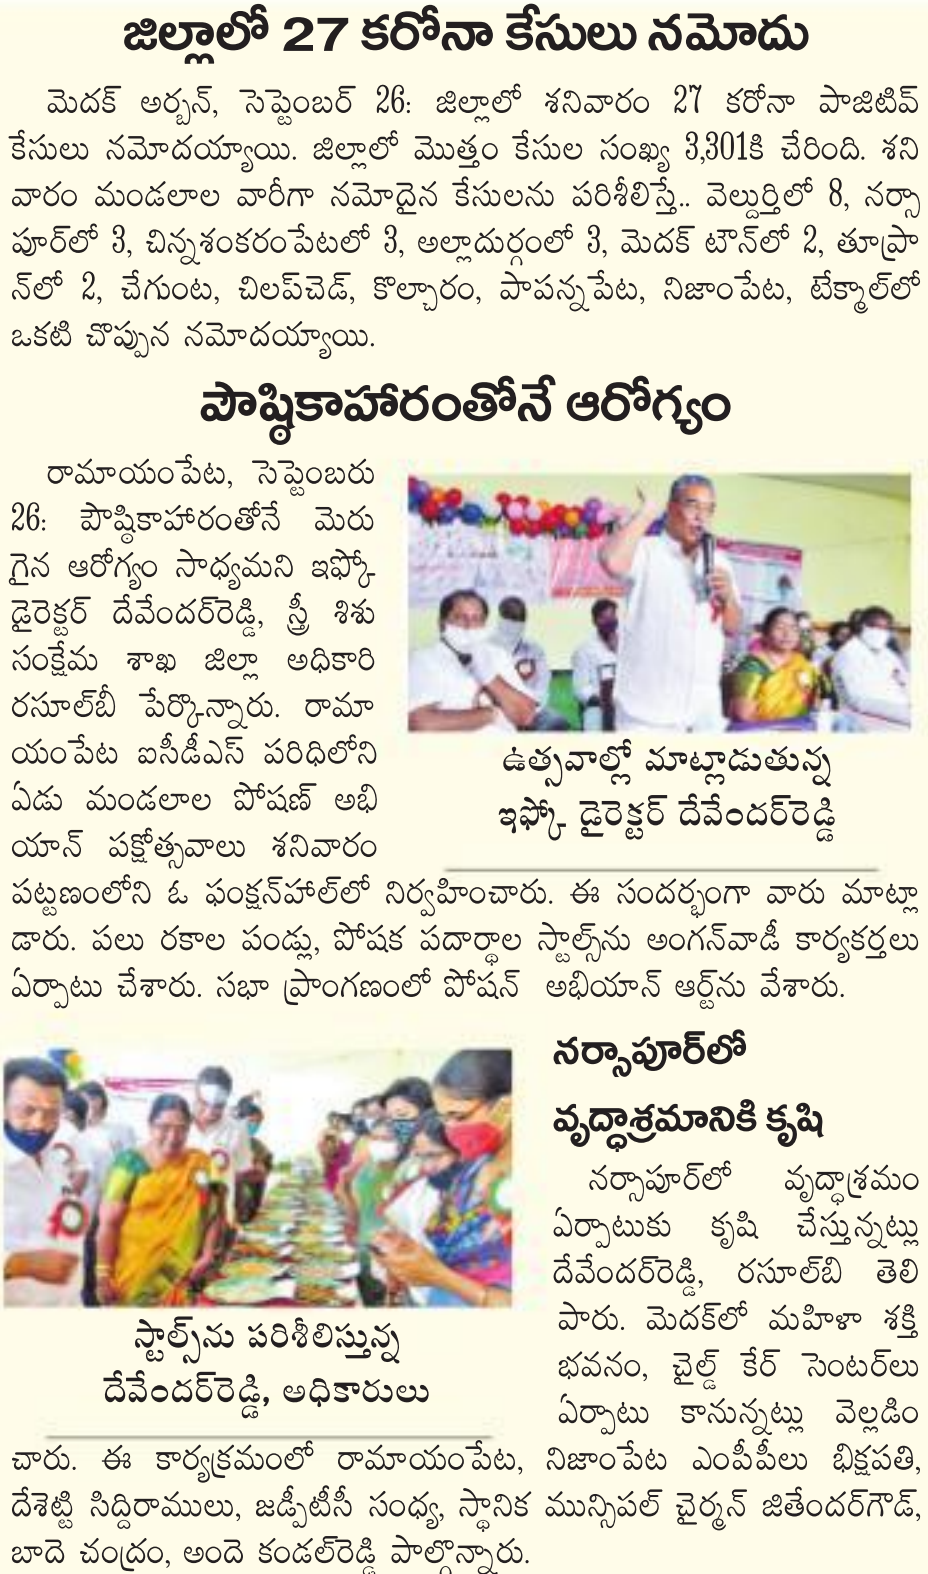 జిల్లాలో 27 కరోనా కేసులు నమోదు
మెదక్ అర్బన్, సెప్టెంబర్ 26: జిల్లాలో శనివారం 27 కరోనా పాజిటివ్
కేసులు నమోదయ్యాయి. జిల్లాలో మొత్తం కేసుల సంఖ్య 3,301కి చేరింది. శని
వారం మండలాల వారీగా నమోదైన కేసులను పరిశీలిస్తే.. వెల్దుర్తిలో 8, నర్సా
పూర్‌లో 3, చిన్నశంకరంపేటలో 3, అల్లాదుర్గంలో 3, మెదక్ టౌన్‌లో 2, తూప్రా
న్‌లో 2, చేగుంట, చిలప్‌చెడ్, కొల్చారం, పాపన్నపేట, నిజాంపేట, టేక్మాల్‌లో
ఒకటి చొప్పున నమోదయ్యాయి.
పౌష్ఠికాహారంతోనే ఆరోగ్యం
రామాయంపేట, సెప్టెంబరు
26: పౌష్ఠికాహారంతోనే మెరు
గైన ఆరోగ్యం సాధ్యమని ఇఫ్కో
డైరెక్టర్ దేవేందర్‌రెడ్డి, స్త్రీ శిశు
సంక్షేమ శాఖ జిల్లా అధికారి
రసూల్‌బీ పేర్కొన్నారు. రామా
యంపేట ఐసీడీఎస్ పరిధిలోని
ఏడు మండలాల పోషణ్ అభి
యాన్ పక్షోత్సవాలు శనివారం
పట్టణంలోని ఓ ఫంక్షన్‌హాల్‌లో నిర్వహించారు. ఈ సందర్భంగా వారు మాట్లా
డారు. పలు రకాల పండ్లు, పోషక పదార్థాల స్టాల్స్‌ను అంగన్‌వాడీ కార్యకర్తలు
ఏర్పాటు చేశారు. సభా ప్రాంగణంలో పోషన్ అభియాన్ ఆర్ట్‌ను వేశారు.
ఉత్సవాల్లో మాట్లాడుతున్న
ఇఫ్కో డైరెక్టర్ దేవేందర్‌రెడ్డి
స్టాల్స్‌ను పరిశీలిస్తున్న
దేవేందర్‌రెడ్డి, అధికారులు
నర్సాపూర్‌లో
వృద్ధాశ్రమానికి కృషి
నర్సాపూర్‌లో వృద్ధాశ్రమం
ఏర్పాటుకు కృషి చేస్తున్నట్లు
దేవేందర్‌రెడ్డి, రసూల్‌బి తెలి
పారు. మెదక్‌లో మహిళా శక్తి
భవనం, చైల్డ్ కేర్ సెంటర్‌లు
ఏర్పాటు కానున్నట్లు వెల్లడిం
చారు. ఈ కార్యక్రమంలో రామాయంపేట, నిజాంపేట ఎంపీపీలు భిక్షపతి,
దేశెట్టి సిద్దిరాములు, జడ్పీటీసీ సంధ్య, స్థానిక మున్సిపల్ చైర్మన్ జితేందర్‌గౌడ్,
బాదె చంద్రం, అందె కండల్‌రెడ్డి పాల్గొన్నారు.